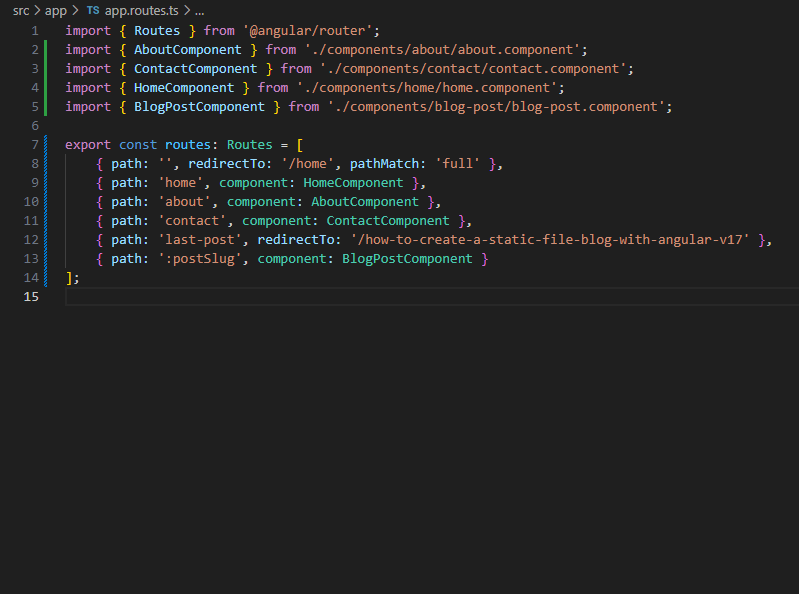 src > app > TS app.routes.ts > ...
1 import { Routes } from '@angular/router';
2 import { AboutComponent } from './components/about/about.component';
3 import { ContactComponent } from './components/contact/contact.component';
4 import { HomeComponent } from './components/home/home.component';
5 import { BlogPostComponent } from './components/blog-post/blog-post.component';
6
7 export const routes: Routes = [
8     { path: '', redirectTo: '/home', pathMatch: 'full' },
9     { path: 'home', component: HomeComponent },
10     { path: 'about', component: AboutComponent },
11     { path: 'contact', component: ContactComponent },
12     { path: 'last-post', redirectTo: '/how-to-create-a-static-file-blog-with-angular-v17' },
13     { path: ':postSlug', component: BlogPostComponent }
14 ];
15